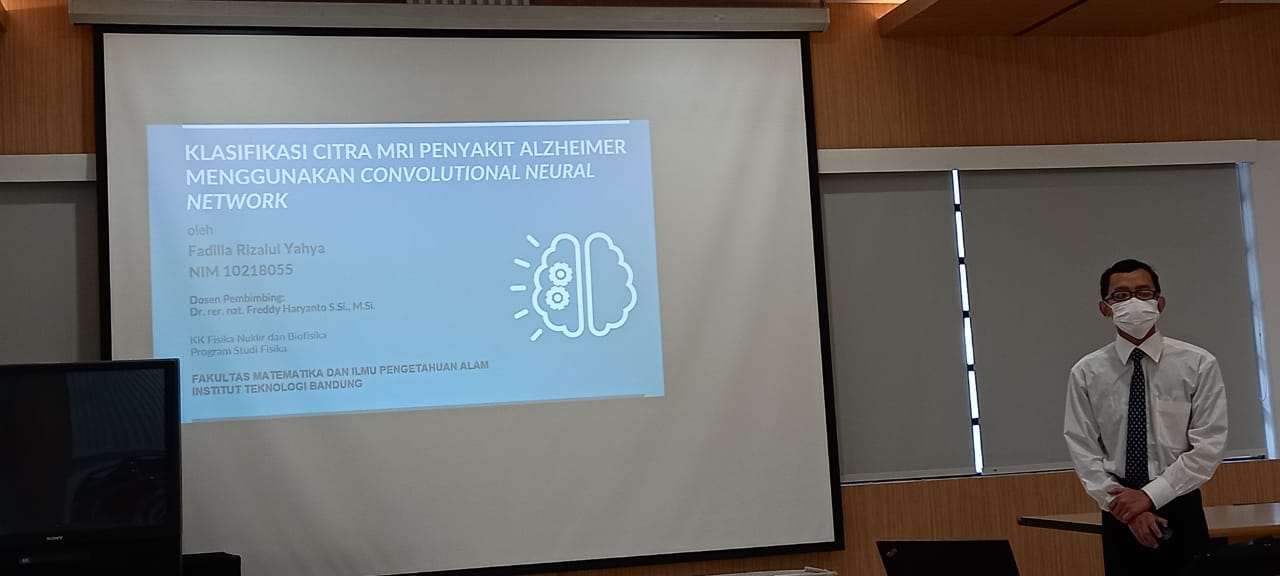 KLASIFIKASI CITRA MRI PENYAKIT ALZHEIMER
MENGGUNAKAN CONVOLUTIONAL NEURAL
NETWORK
oleh
Fadilla Rizalul Yahya
NIM 10218055
Dosen Pembimbing:
Dr. rer. nat. Freddy Haryanto S.Si., M.Si.
KK Fisika Nuklir dan Biofisika
Program Studi Fisika
FAKULTAS MATEMATIKA DAN ILMU PENGETAHUAN ALAM
INSTITUT TEKNOLOGI BANDUNG
SONY